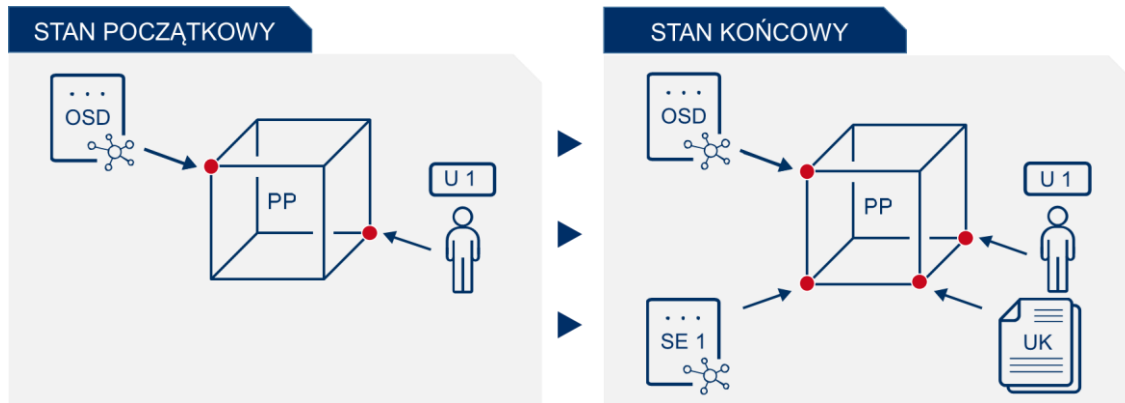 STAN POCZĄTKOWY
OSD
PP
U 1
STAN KOŃCOWY
OSD
PP
U 1
SE 1
UK